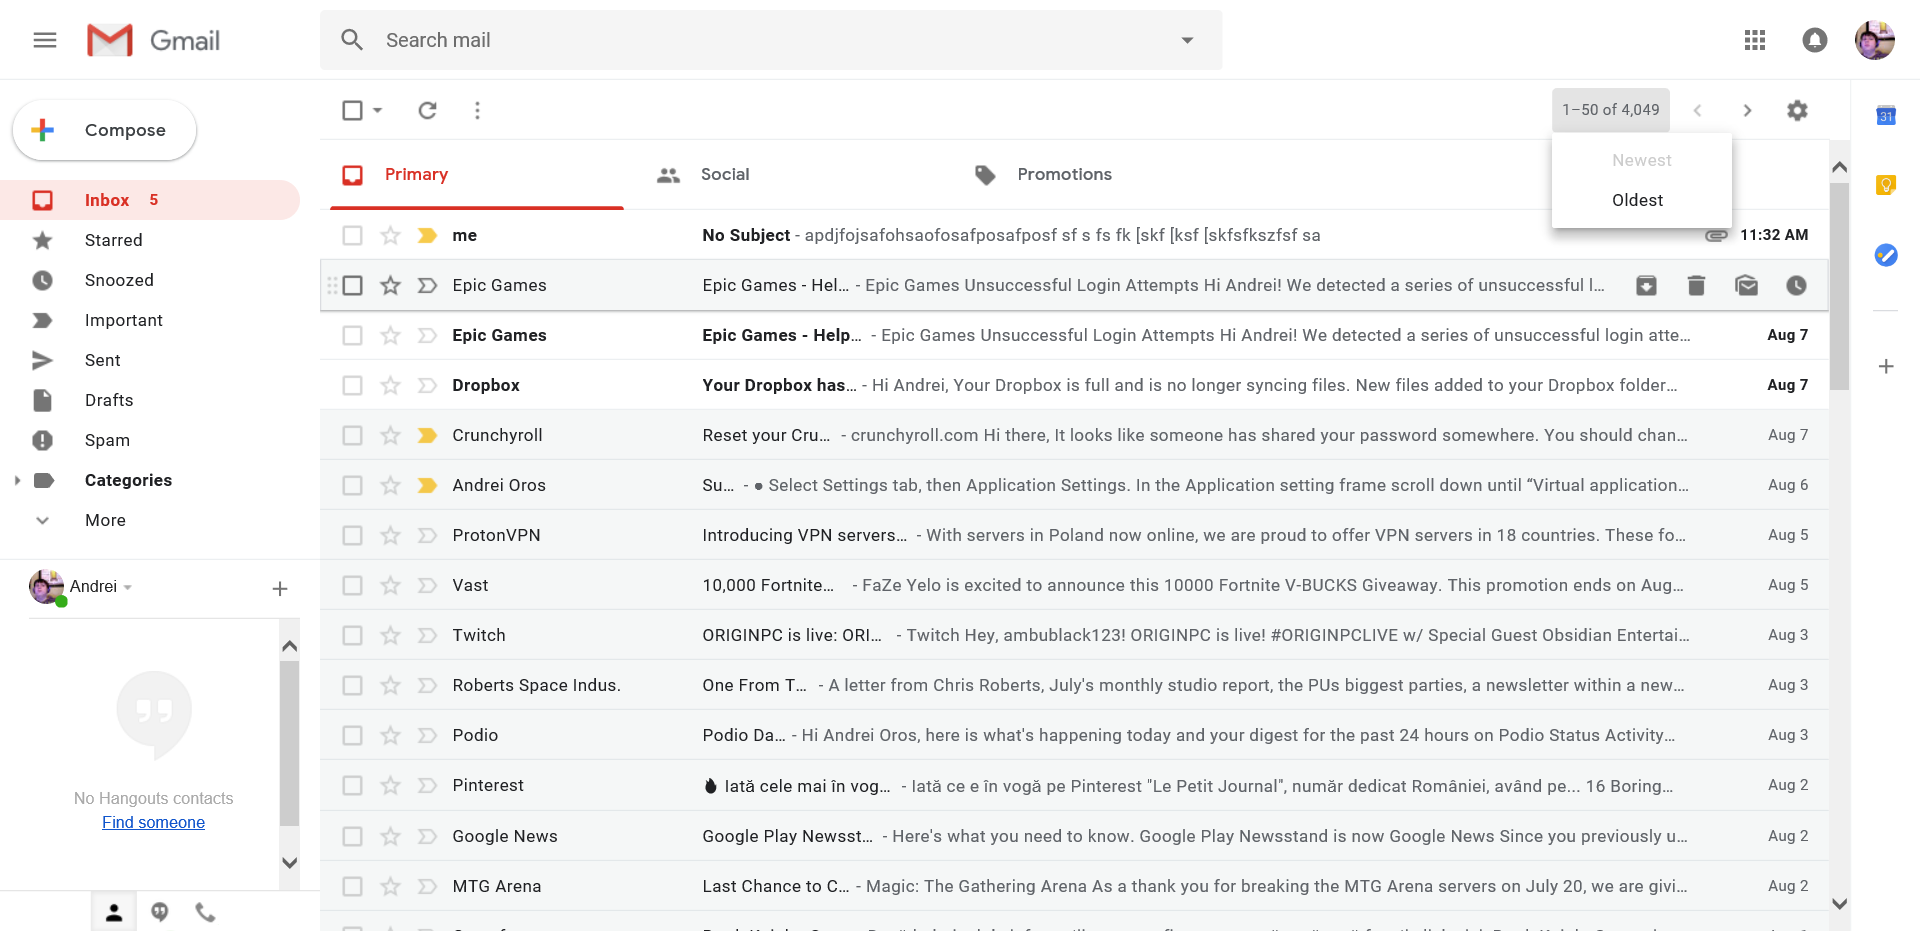 Gmail
Search mail
Compose
1–50 of 4,049
31
Newest
Oldest
Primary
Social
Promotions
Inbox 5
Starred
Snoozed
Important
Sent
Drafts
Spam
Categories
More
me No Subject - apdjfojsafohsaofosafposafposf sf s fs fk [skf [ksf [skfsfkszfsf sa 11:32 AM
Epic Games Epic Games - Hel… - Epic Games Unsuccessful Login Attempts Hi Andrei! We detected a series of unsuccessful l…
Epic Games Epic Games - Help… - Epic Games Unsuccessful Login Attempts Hi Andrei! We detected a series of unsuccessful login atte… Aug 7
Dropbox Your Dropbox has… - Hi Andrei, Your Dropbox is full and is no longer syncing files. New files added to your Dropbox folder… Aug 7
Crunchyroll Reset your Cru… - crunchyroll.com Hi there, It looks like someone has shared your password somewhere. You should chan… Aug 7
Andrei Oros Su… - ● Select Settings tab, then Application Settings. In the Application setting frame scroll down until “Virtual application… Aug 6
ProtonVPN Introducing VPN servers… - With servers in Poland now online, we are proud to offer VPN servers in 18 countries. These fo… Aug 5
Vast 10,000 Fortnite… - FaZe Yelo is excited to announce this 10000 Fortnite V-BUCKS Giveaway. This promotion ends on Aug… Aug 5
Twitch ORIGINPC is live: ORI… - Twitch Hey, ambublack123! ORIGINPC is live! #ORIGINPCLIVE w/ Special Guest Obsidian Entertai… Aug 3
Roberts Space Indus. One From T… - A letter from Chris Roberts, July's monthly studio report, the PUs biggest parties, a newsletter within a new… Aug 3
Podio Podio Da… - Hi Andrei Oros, here is what's happening today and your digest for the past 24 hours on Podio Status Activity… Aug 3
Pinterest Iată cele mai în vog… - Iată ce e în vogă pe Pinterest "Le Petit Journal", număr dedicat României, având pe... 16 Boring… Aug 2
Google News Google Play Newsst… - Here's what you need to know. Google Play Newsstand is now Google News Since you previously u… Aug 2
MTG Arena Last Chance to C… - Magic: The Gathering Arena As a thank you for breaking the MTG Arena servers on July 20, we are givi… Aug 2
Andrei
No Hangouts contacts
Find someone